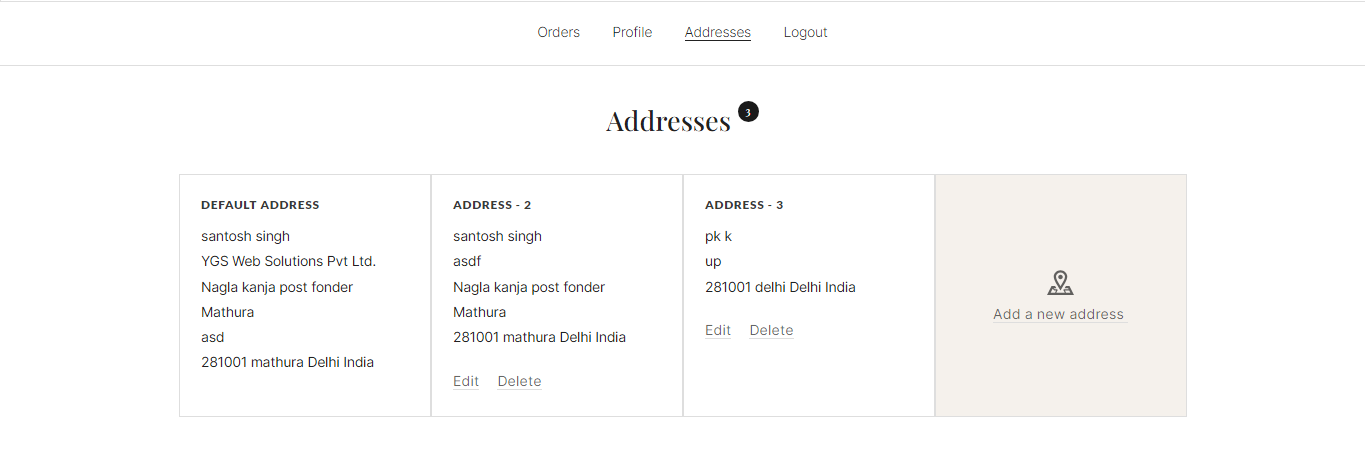 Orders Profile Addresses Logout
Addresses 3
DEFAULT ADDRESS
santosh singh
YGS Web Solutions Pvt Ltd.
Nagla kanja post fonder
Mathura
asd
281001 mathura Delhi India
ADDRESS - 2
santosh singh
asdf
Nagla kanja post fonder
Mathura
281001 mathura Delhi India
Edit Delete
ADDRESS - 3
pk k
up
281001 delhi Delhi India
Edit Delete
Add a new address